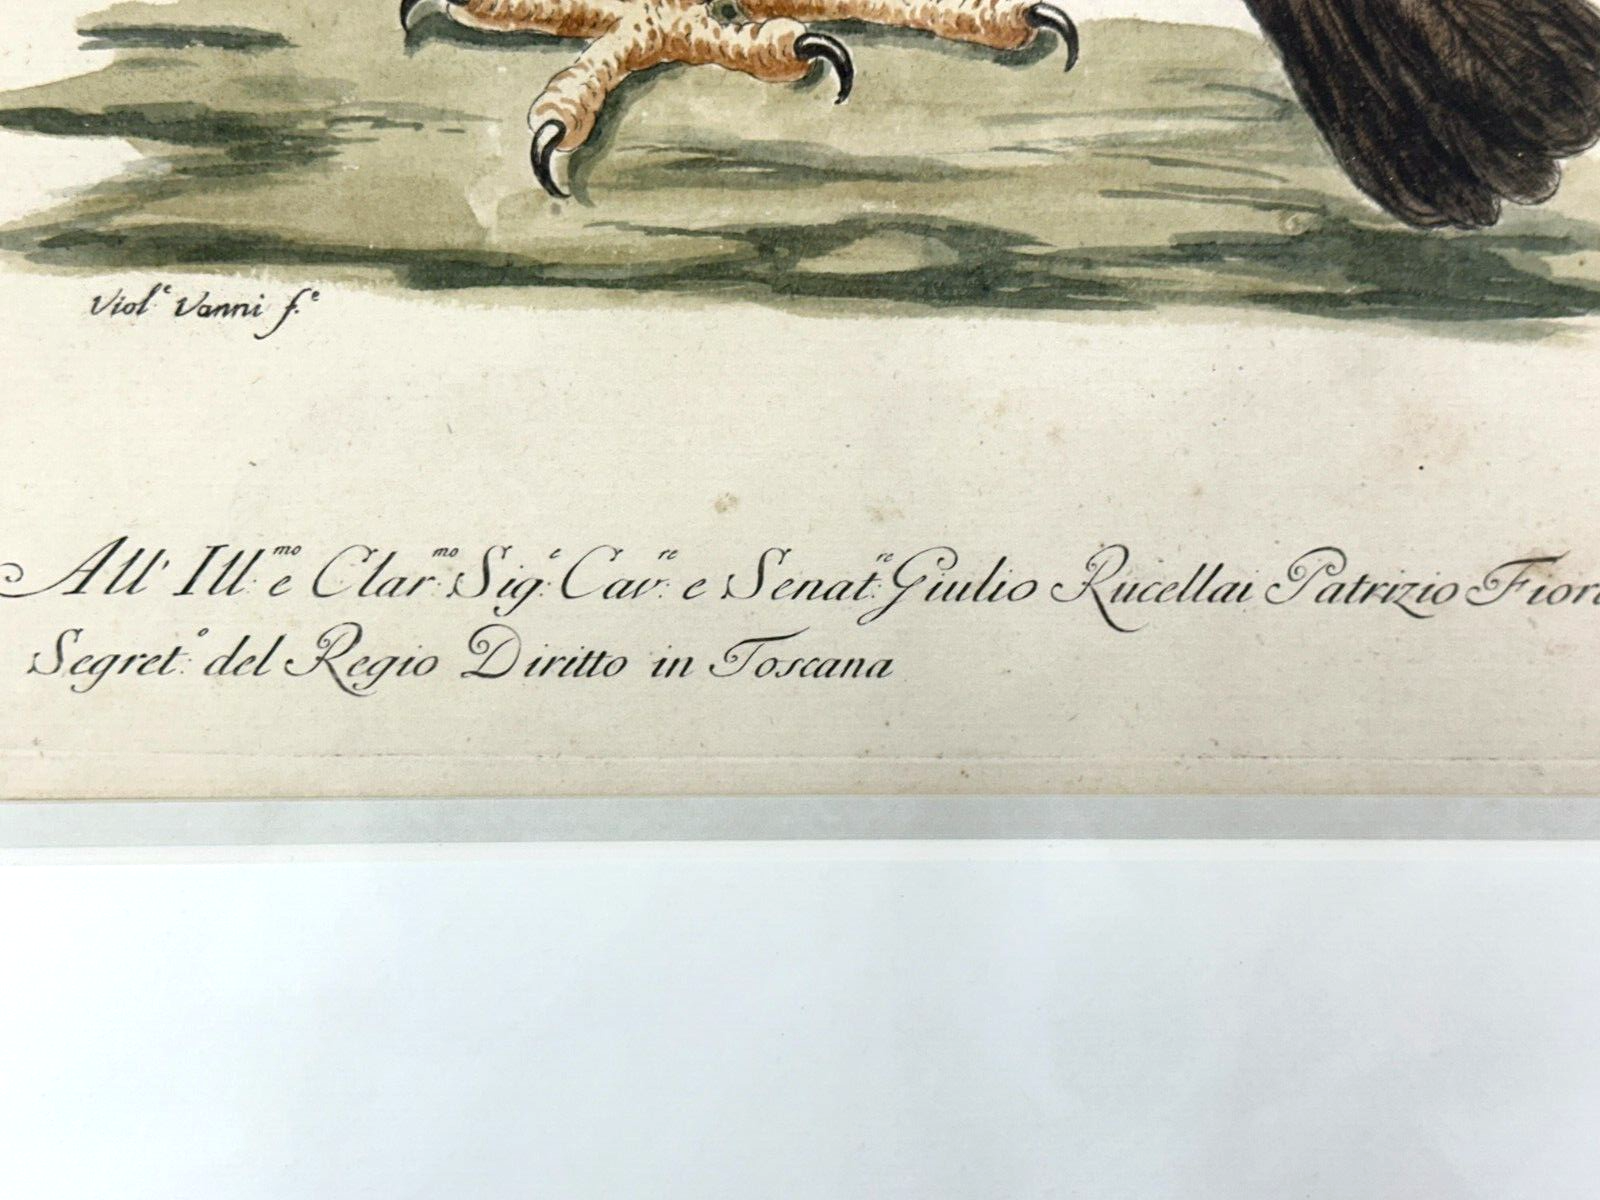 Viol.e Vanni f.e
All' Ill.mo e Clar.mo Sig.e Cav.re e Senat.re Giulio Rucellai Patrizio Fior
Segret.o del Regio Diritto in Toscana